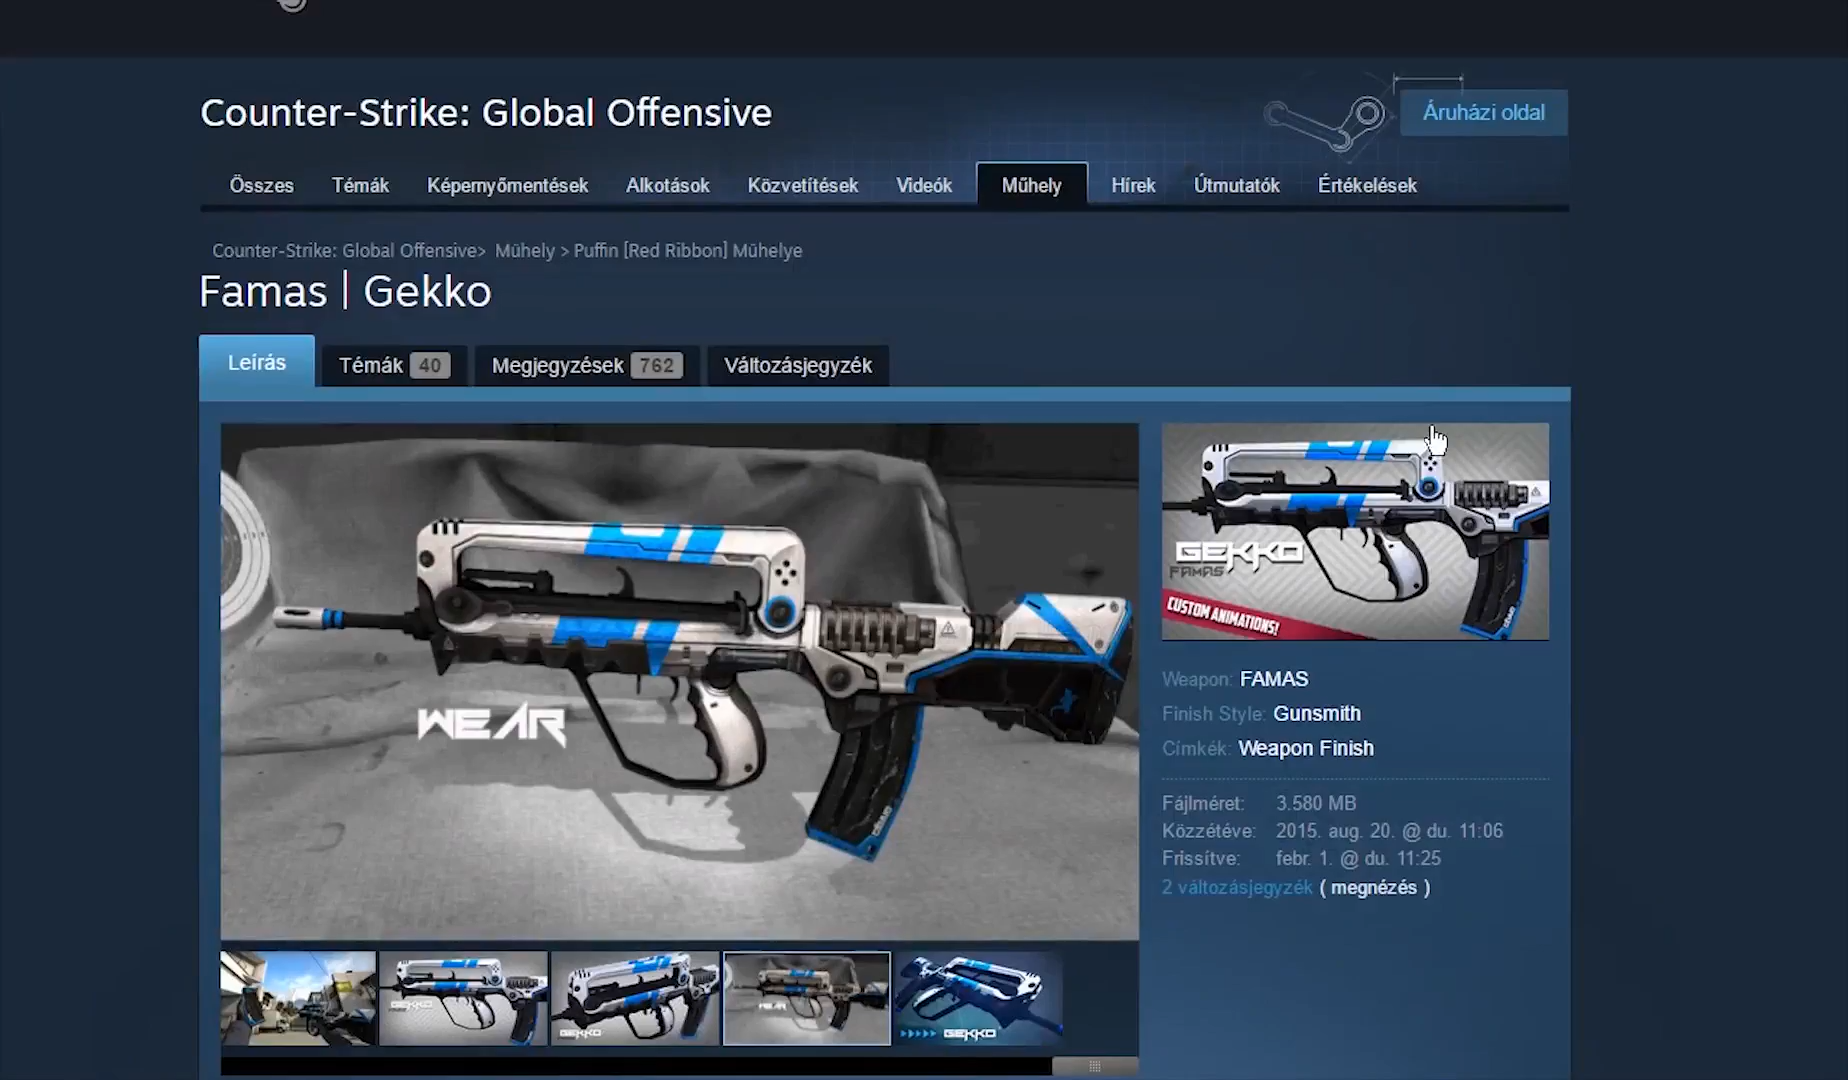 Counter-Strike: Global Offensive
Áruházi oldal
Összes Témák Képernyőmentések Alkotások Közvetítések Videók Műhely Hírek Útmutatók Értékelések
Counter-Strike: Global Offensive> Műhely > Puffin [Red Ribbon] Műhelye
Famas | Gekko
Leírás Témák 40 Megjegyzések 762 Változásjegyzék
WEAR
GEKKO
FAMAS
CUSTOM ANIMATIONS!
Weapon: FAMAS
Finish Style: Gunsmith
Címkék: Weapon Finish
Fájlméret: 3.580 MB
Közzétéve: 2015. aug. 20. @ du. 11:06
Frissítve: febr. 1. @ du. 11:25
2 változásjegyzék ( megnézés )
GEKKO
GEKKO
WEAR
GEKKO